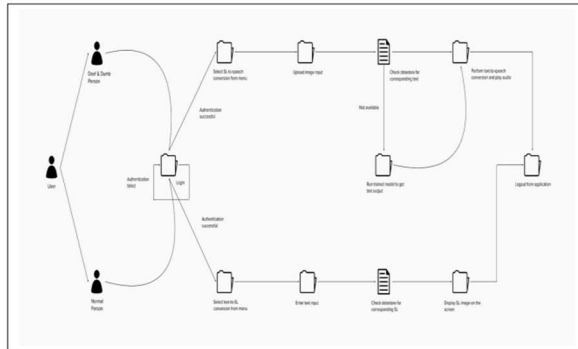 Deaf & Dumb
Person
Select SL-to-speech
conversion from menu
Upload image input
Check database for
corresponding text
Perform text-to-speech
conversion and play audio
Authentication
successful
Not available
User
Authentication
failed
Login
Run trained model to get
text output
Logout from application
Authentication
successful
Normal
Person
Select text-to-SL
conversion from menu
Enter text input
Check database for
corresponding SL
Display SL image on the
screen